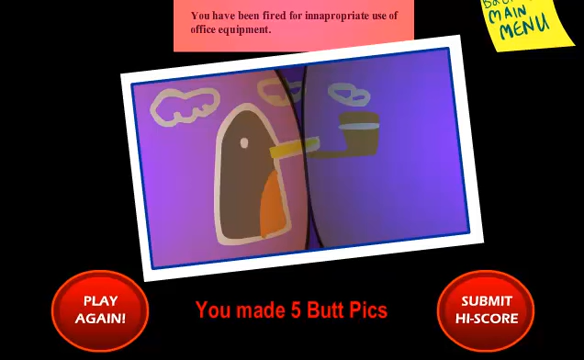 You have been fired for innapropriate use of
office equipment.
MAIN
MENU
You made 5 Butt Pics
PLAY
AGAIN!
SUBMIT
HI-SCORE